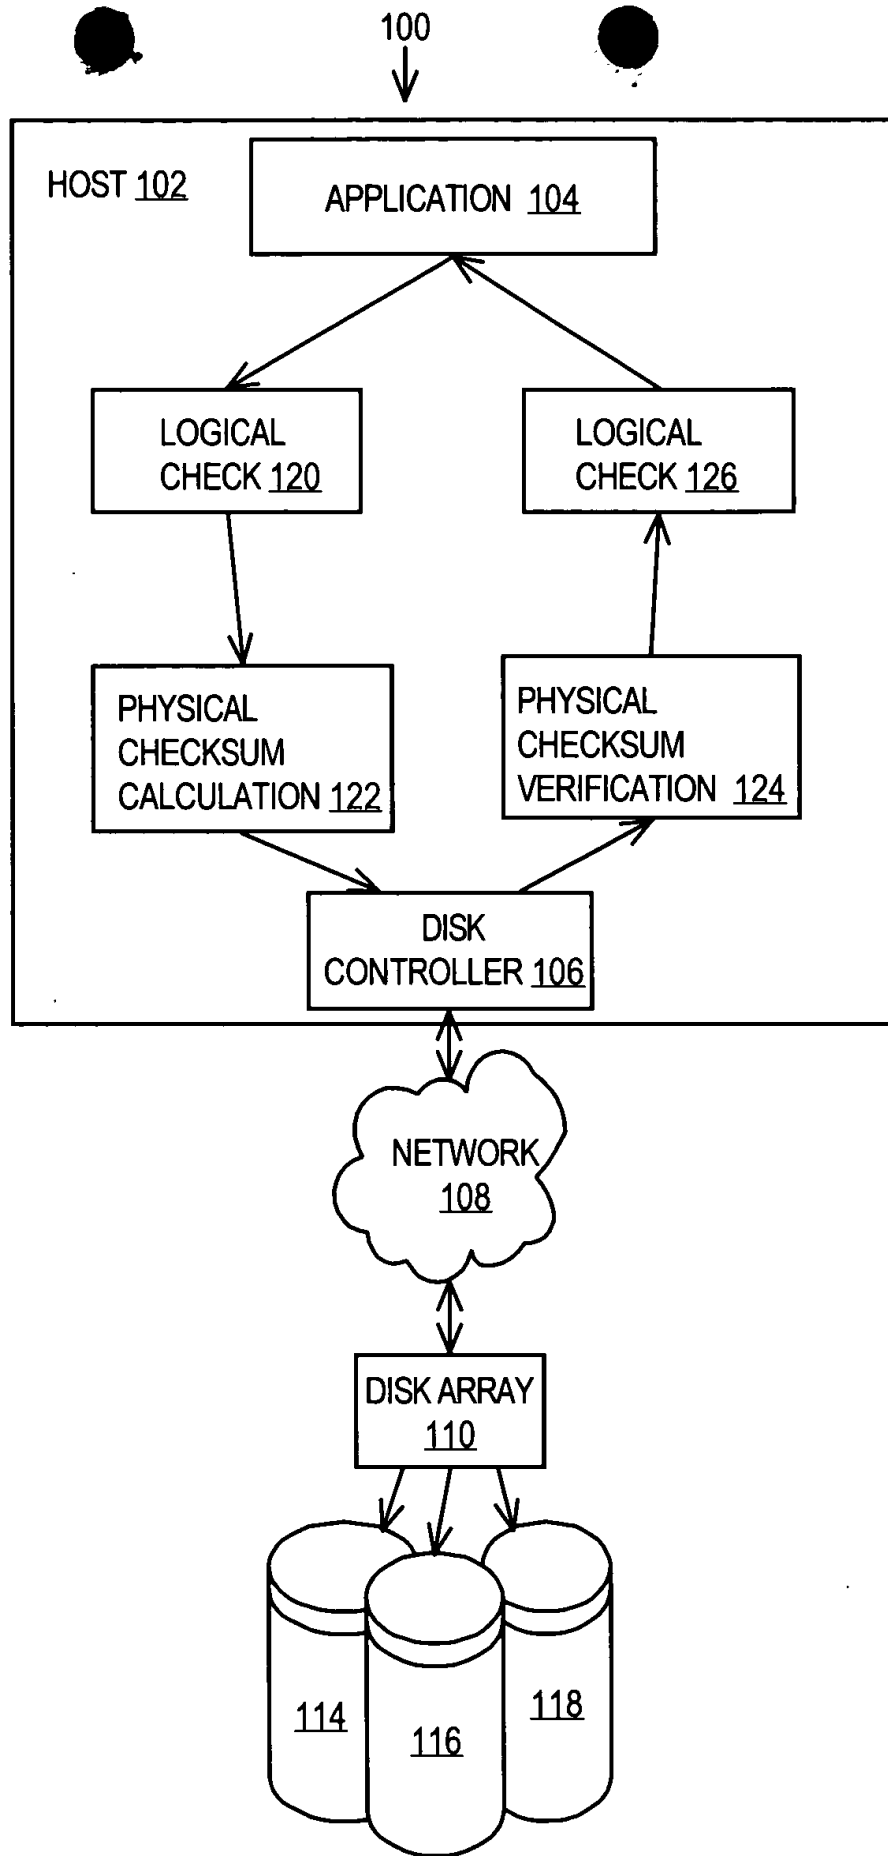 100
HOST 102
APPLICATION 104
LOGICAL
CHECK 120
LOGICAL
CHECK 126
PHYSICAL
CHECKSUM
CALCULATION 122
PHYSICAL
CHECKSUM
VERIFICATION 124
DISK
CONTROLLER 106
NETWORK
108
DISK ARRAY
110
114
116
118